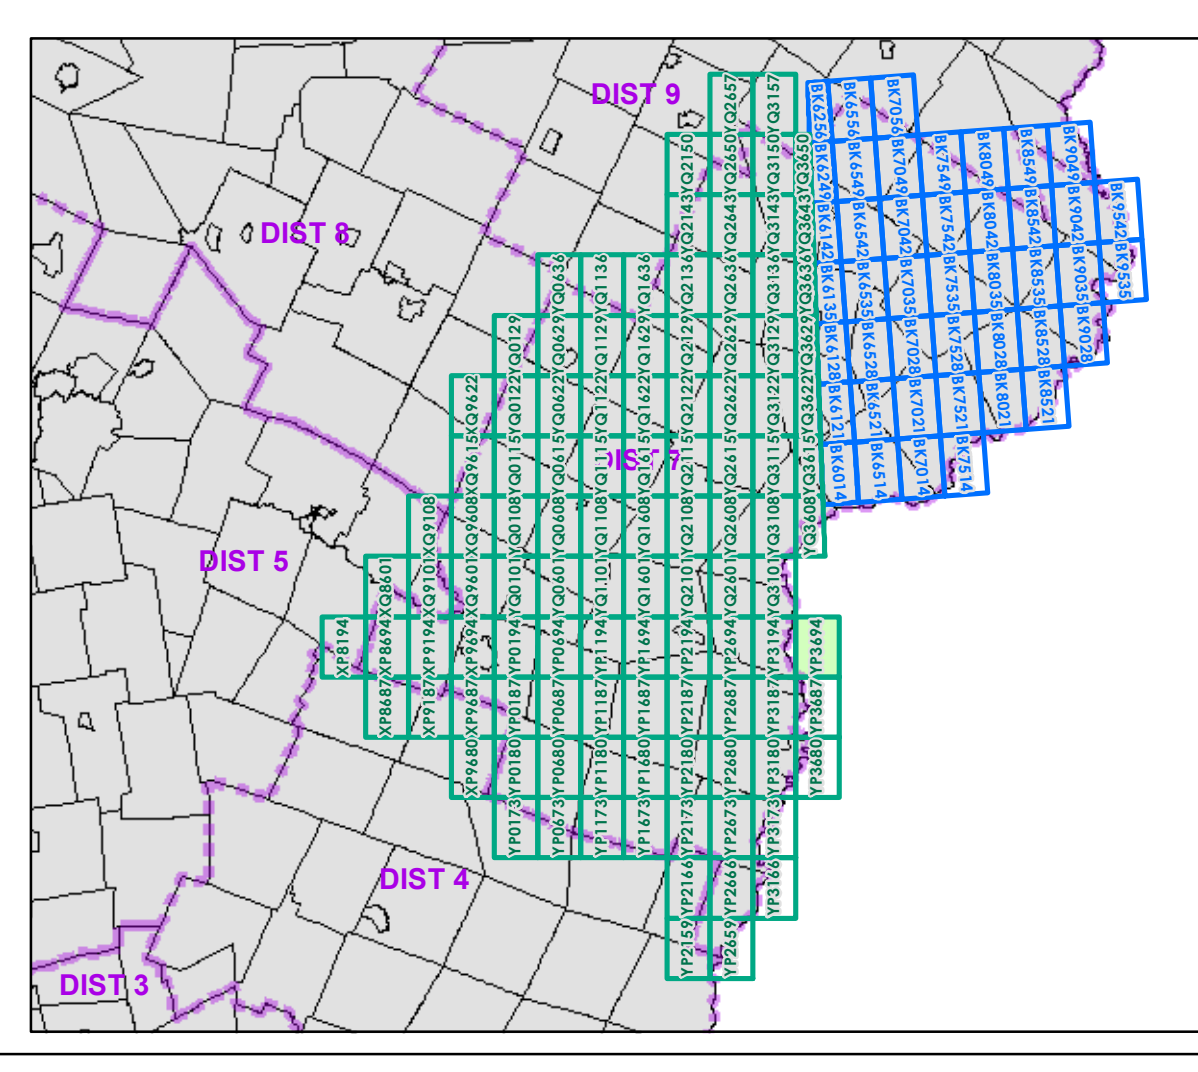 DIST 9
DIST 8
DIST 7
DIST 5
DIST 4
DIST 3
YQ2657 YQ3157
YQ2150 YQ2650 YQ3150 YQ3650
YQ2143 YQ2643 YQ3143 YQ3643
YQ0636 YQ1136 YQ1636 YQ2136 YQ2636 YQ3136 YQ3636
YQ0129 YQ0629 YQ1129 YQ1629 YQ2129 YQ2629 YQ3129 YQ3629
XQ9622 YQ0122 YQ0622 YQ1122 YQ1622 YQ2122 YQ2622 YQ3122 YQ3622
XQ9615 YQ0115 YQ0615 YQ1115 YQ1615 YQ2115 YQ2615 YQ3115 YQ3615
XQ9108 XQ9608 YQ0108 YQ0608 YQ1108 YQ1608 YQ2108 YQ2608 YQ3108 YQ3608
XQ8601 XQ9101 XQ9601 YQ0101 YQ0601 YQ1101 YQ1601 YQ2101 YQ2601 YQ3101
XP8194 XP8694 XP9194 XP9694 YP0194 YP0694 YP1194 YP1694 YP2194 YP2694 YP3194 YP3694
XP8687 XP9187 XP9687 YP0187 YP0687 YP1187 YP1687 YP2187 YP2687 YP3187 YP3687
XP9680 YP0180 YP0680 YP1180 YP1680 YP2180 YP2680 YP3180 YP3680
YP0173 YP0673 YP1173 YP1673 YP2173 YP2673 YP3173
YP2166 YP2666 YP3166
YP2159 YP2659
BK6256 BK6556 BK7056
BK6249 BK6549 BK7049 BK7549 BK8049 BK8549 BK9049
BK6142 BK6542 BK7042 BK7542 BK8042 BK8542 BK9042 BK9542
BK6135 BK6535 BK7035 BK7535 BK8035 BK8535 BK9035 BK9535
BK6128 BK6528 BK7028 BK7528 BK8028 BK8528 BK9028
BK6121 BK6521 BK7021 BK7521 BK8021 BK8521
BK6014 BK6514 BK7014 BK7514